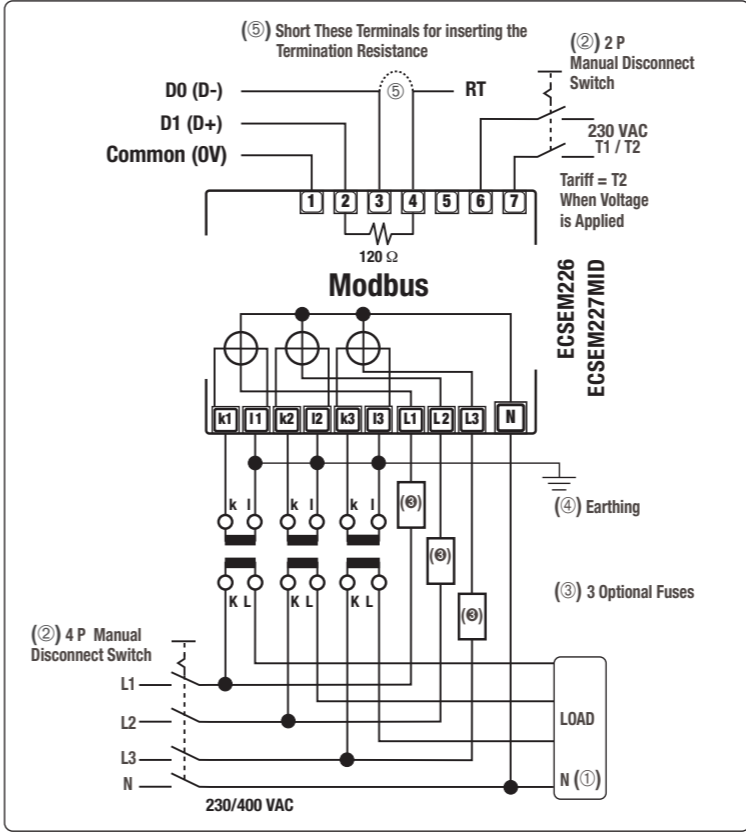 (⑤) Short These Terminals for inserting the
Termination Resistance
(②) 2 P
Manual Disconnect
Switch
D0 (D-)
⑤
RT
D1 (D+)
230 VAC
T1 / T2
Common (0V)
Tariff = T2
When Voltage
is Applied
1 2 3 4 5 6 7
120 Ω
Modbus
ECSEM226
ECSEM227MID
k1 l1 k2 l2 k3 l3 L1 L2 L3 N
k l k l k l
(❸)
(④) Earthing
(❸)
(③) 3 Optional Fuses
K L K L K L
(❸)
(②) 4 P Manual
Disconnect Switch
L1
L2
LOAD
L3
N
N (①)
230/400 VAC